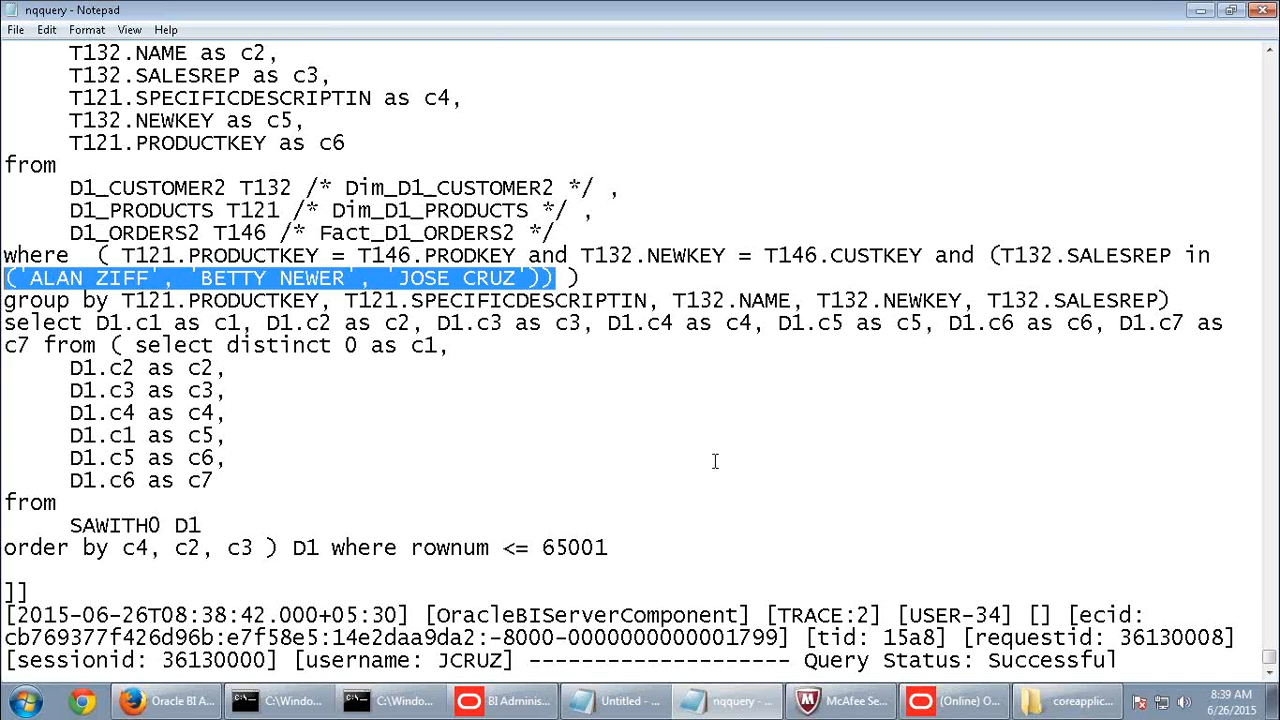 nqquery - Notepad
File Edit Format View Help
T132.NAME as c2,
T132.SALESREP as c3,
T121.SPECIFICDESCRIPTIN as c4,
T132.NEWKEY as c5,
T121.PRODUCTKEY as c6
from
D1_CUSTOMER2 T132 /* Dim_D1_CUSTOMER2 */ ,
D1_PRODUCTS T121 /* Dim_D1_PRODUCTS */ ,
D1_ORDERS2 T146 /* Fact_D1_ORDERS2 */
where ( T121.PRODUCTKEY = T146.PRODKEY and T132.NEWKEY = T146.CUSTKEY and (T132.SALESREP in
('ALAN ZIFF', 'BETTY NEWER', 'JOSE CRUZ')) )
group by T121.PRODUCTKEY, T121.SPECIFICDESCRIPTIN, T132.NAME, T132.NEWKEY, T132.SALESREP)
select D1.c1 as c1, D1.c2 as c2, D1.c3 as c3, D1.c4 as c4, D1.c5 as c5, D1.c6 as c6, D1.c7 as
c7 from ( select distinct 0 as c1,
D1.c2 as c2,
D1.c3 as c3,
D1.c4 as c4,
D1.c1 as c5,
D1.c5 as c6,
D1.c6 as c7
from
SAWITH0 D1
order by c4, c2, c3 ) D1 where rownum <= 65001
]]
[2015-06-26T08:38:42.000+05:30] [OracleBIServerComponent] [TRACE:2] [USER-34] [] [ecid:
cb769377f426d96b:e7f58e5:14e2daa9da2:-8000-0000000000001799] [tid: 15a8] [requestid: 36130008]
[sessionid: 36130000] [username: JCRUZ] -------------------- Query Status: Successful
Oracle BI A... C:\Windo... C:\Windo... BI Adminis... Untitled - ... nqquery - ... McAfee Se... (Online) O... coreapplic... 8:39 AM
6/26/2015